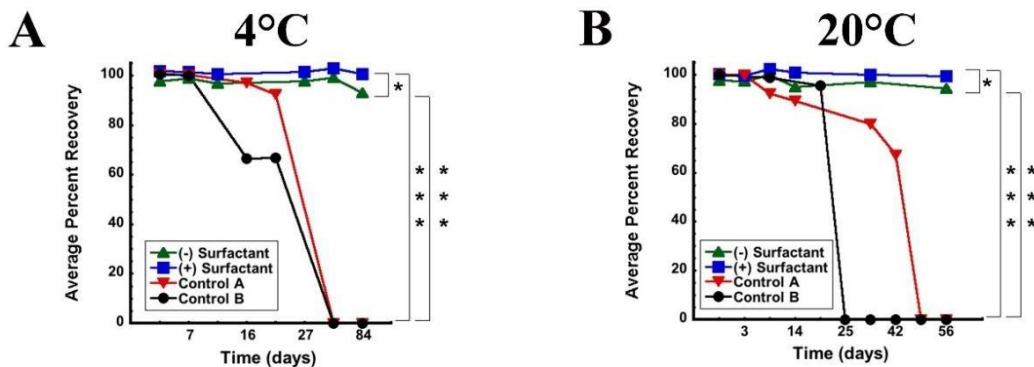 A
4°C
Average Percent Recovery
100
80
60
40
20
0
(-) Surfactant
(+) Surfactant
Control A
Control B
7
16
27
84
Time (days)
*
* * *
* * *
B
20°C
Average Percent Recovery
100
80
60
40
20
0
(-) Surfactant
(+) Surfactant
Control A
Control B
3
14
25
42
56
Time (days)
*
* * *
* * *